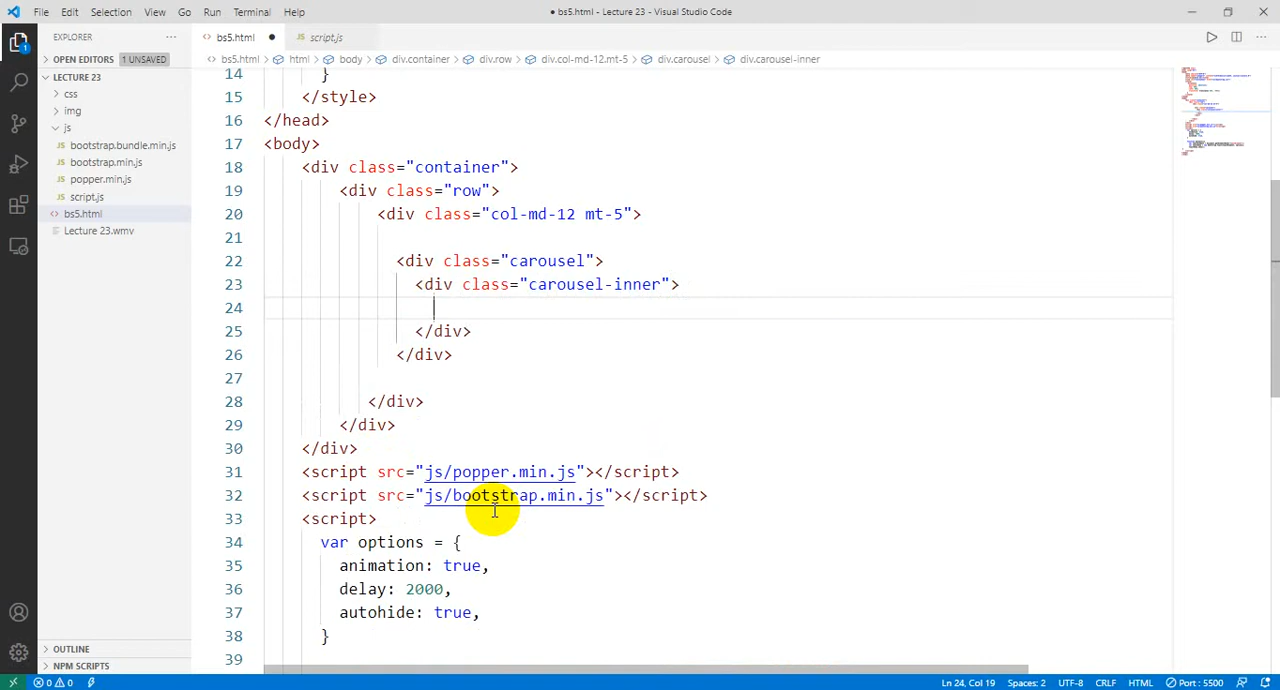 File Edit Selection View Go Run Terminal Help
● bs5.html - Lecture 23 - Visual Studio Code
EXPLORER
OPEN EDITORS 1 UNSAVED
LECTURE 23
css
img
js
bootstrap.bundle.min.js
bootstrap.min.js
popper.min.js
script.js
bs5.html
Lecture 23.wmv
OUTLINE
NPM SCRIPTS
bs5.html ● script.js
bs5.html > html > body > div.container > div.row > div.col-md-12.mt-5 > div.carousel > div.carousel-inner
14 }
15 </style>
16 </head>
17 <body>
18 <div class="container">
19 <div class="row">
20 <div class="col-md-12 mt-5">
21
22 <div class="carousel">
23 <div class="carousel-inner">
24
25 </div>
26 </div>
27
28 </div>
29 </div>
30 </div>
31 <script src="js/popper.min.js"></script>
32 <script src="js/bootstrap.min.js"></script>
33 <script>
34 var options = {
35 animation: true,
36 delay: 2000,
37 autohide: true,
38 }
39
0 0 Ln 24, Col 19 Spaces: 2 UTF-8 CRLF HTML Port : 5500